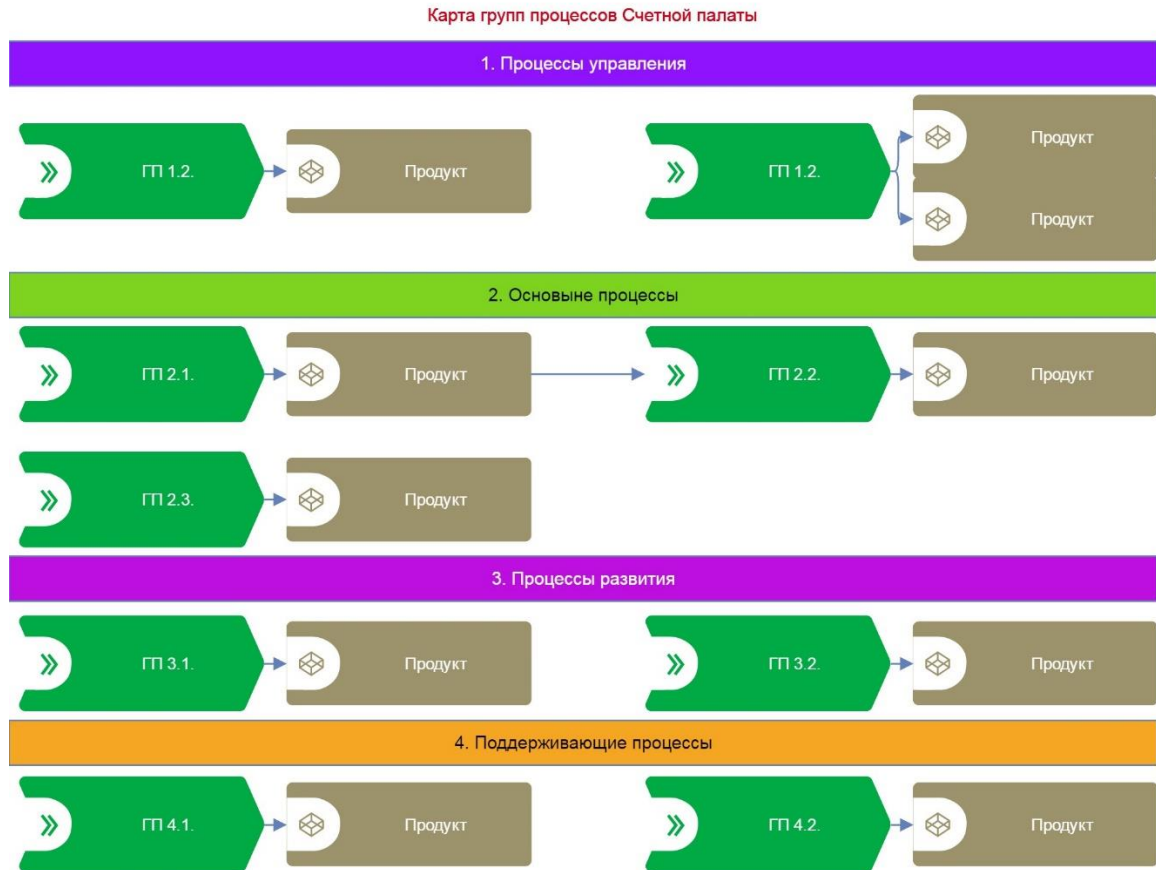 Карта групп процессов Счетной палаты
1. Процессы управления
ГП 1.2.
Продукт
ГП 1.2.
Продукт
Продукт
2. Основыне процессы
ГП 2.1.
Продукт
ГП 2.2.
Продукт
ГП 2.3.
Продукт
3. Процессы развития
ГП 3.1.
Продукт
ГП 3.2.
Продукт
4. Поддерживающие процессы
ГП 4.1.
Продукт
ГП 4.2.
Продукт